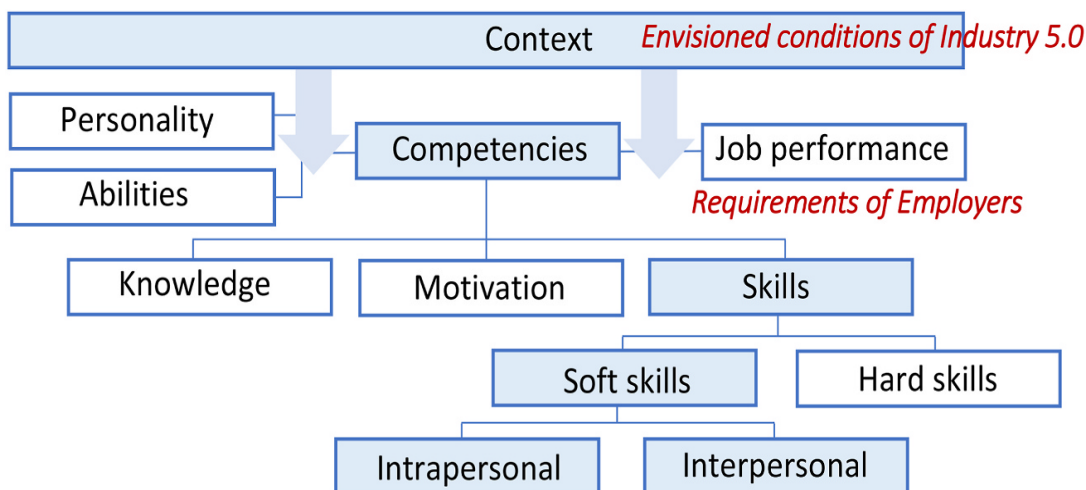 Context
Envisioned conditions of Industry 5.0
Personality
Competencies
Job performance
Abilities
Requirements of Employers
Knowledge
Motivation
Skills
Soft skills
Hard skills
Intrapersonal
Interpersonal